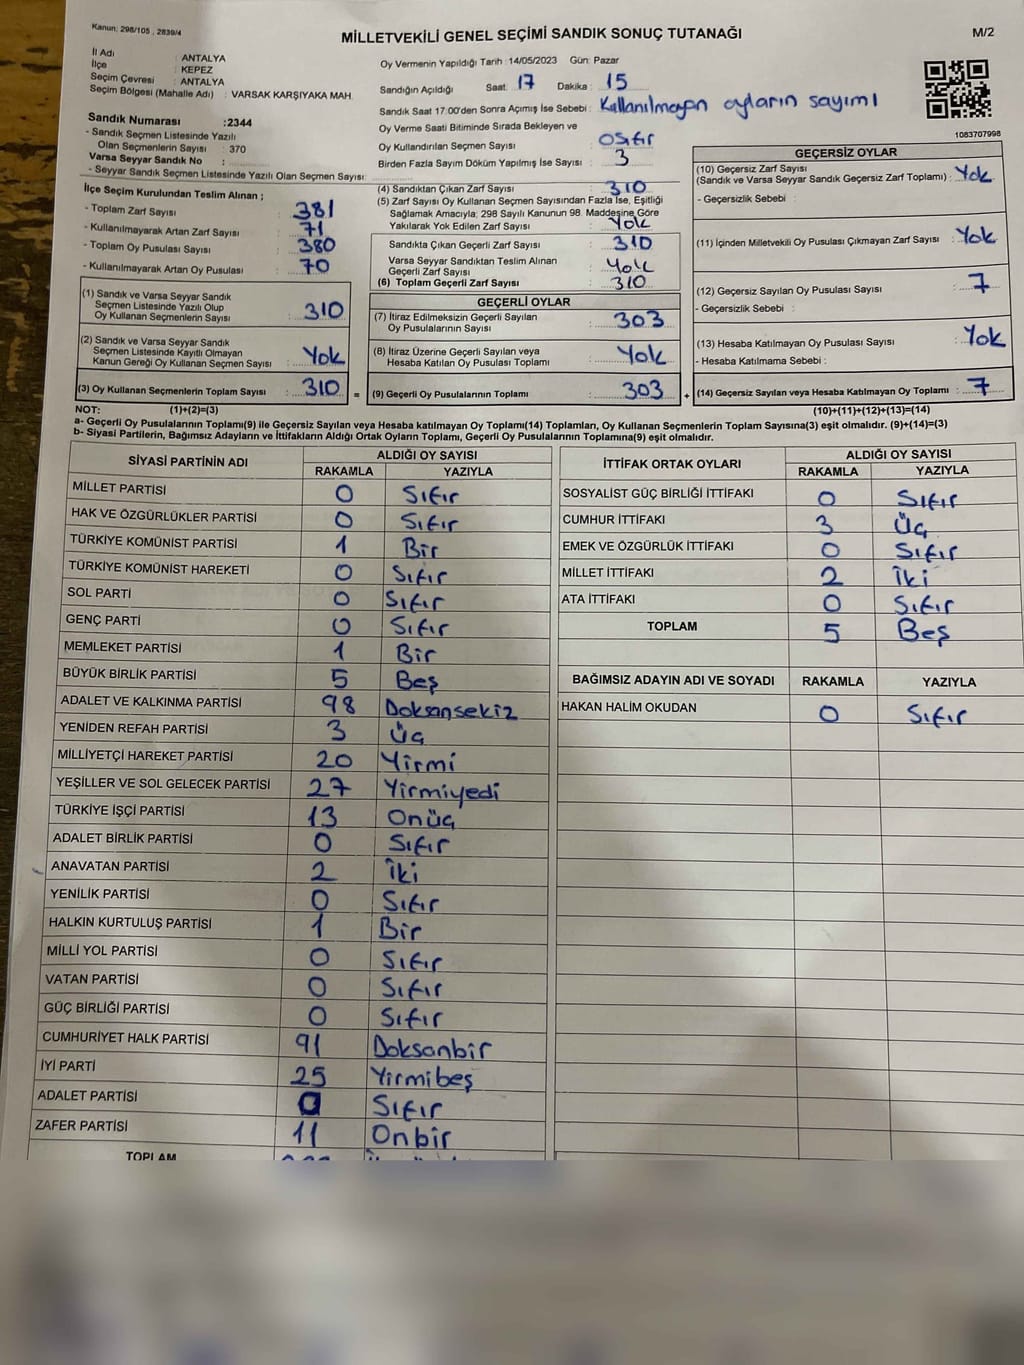 Kanun: 298/105 , 2839/4
MİLLETVEKİLİ GENEL SEÇİMİ SANDIK SONUÇ TUTANAĞI
M/2
İl Adı : ANTALYA
İlçe : KEPEZ
Seçim Çevresi : ANTALYA
Seçim Bölgesi (Mahalle Adı) : VARSAK KARŞIYAKA MAH.
Oy Vermenin Yapıldığı Tarih : 14/05/2023 Gün: Pazar
Sandığın Açıldığı Saat: 17 Dakika : 15
Sandık Saat 17:00'den Sonra Açımış İse Sebebi : Kullanılmayan oyların sayımı
Oy Verme Saati Bitiminde Sırada Bekleyen ve
Oy Kullandırılan Seçmen Sayısı : 0 Sıfır
Birden Fazla Sayım Döküm Yapılmış İse Sayısı : 3
1083707998
Sandık Numarası : 2344
- Sandık Seçmen Listesinde Yazılı
Olan Seçmenlerin Sayısı : 370
Varsa Seyyar Sandık No :
- Seyyar Sandık Seçmen Listesinde Yazılı Olan Seçmen Sayısı:
İlçe Seçim Kurulundan Teslim Alınan ;
- Toplam Zarf Sayısı : 381
- Kullanılmayarak Artan Zarf Sayısı : 71
- Toplam Oy Pusulası Sayısı : 380
- Kullanılmayarak Artan Oy Pusulası : 70
(1) Sandık ve Varsa Seyyar Sandık
Seçmen Listesinde Yazılı Olup
Oy Kullanan Seçmenlerin Sayısı : 310
(2) Sandık ve Varsa Seyyar Sandık
Seçmen Listesinde Kayıtlı Olmayan
Kanun Gereği Oy Kullanan Seçmen Sayısı : Yok
(3) Oy Kullanan Seçmenlerin Toplam Sayısı : 310
=
(4) Sandıktan Çıkan Zarf Sayısı : 310
(5) Zarf Sayısı Oy Kullanan Seçmen Sayısından Fazla İse, Eşitliği
Sağlamak Amacıyla; 298 Sayılı Kanunun 98. Maddesine Göre
Yakılarak Yok Edilen Zarf Sayısı : Yok
Sandıkta Çıkan Geçerli Zarf Sayısı : 310
Varsa Seyyar Sandıktan Teslim Alınan
Geçerli Zarf Sayısı : Yok
(6) Toplam Geçerli Zarf Sayısı : 310
GEÇERLİ OYLAR
(7) İtiraz Edilmeksizin Geçerli Sayılan
Oy Pusulalarının Sayısı : 303
(8) İtiraz Üzerine Geçerli Sayılan veya
Hesaba Katılan Oy Pusulası Toplamı : Yok
(9) Geçerli Oy Pusulalarının Toplamı : 303
+
GEÇERSİZ OYLAR
(10) Geçersiz Zarf Sayısı
(Sandık ve Varsa Seyyar Sandık Geçersiz Zarf Toplamı) : Yok
- Geçersizlik Sebebi :
(11) İçinden Milletvekili Oy Pusulası Çıkmayan Zarf Sayısı : Yok
(12) Geçersiz Sayılan Oy Pusulası Sayısı : 7
- Geçersizlik Sebebi :
(13) Hesaba Katılmayan Oy Pusulası Sayısı : Yok
- Hesaba Katılmama Sebebi :
(14) Geçersiz Sayılan veya Hesaba Katılmayan Oy Toplamı : 7
NOT: (1)+(2)=(3) (10)+(11)+(12)+(13)=(14)
a- Geçerli Oy Pusulalarının Toplamı(9) ile Geçersiz Sayılan veya Hesaba katılmayan Oy Toplamı(14) Toplamları, Oy Kullanan Seçmenlerin Toplam Sayısına(3) eşit olmalıdır. (9)+(14)=(3)
b- Siyasi Partilerin, Bağımsız Adayların ve İttifakların Aldığı Ortak Oyların Toplamı, Geçerli Oy Pusulalarının Toplamına(9) eşit olmalıdır.
SİYASİ PARTİNİN ADI ALDIĞI OY SAYISI
RAKAMLA YAZIYLA
MİLLET PARTİSİ 0 Sıfır
HAK VE ÖZGÜRLÜKLER PARTİSİ 0 Sıfır
TÜRKİYE KOMÜNİST PARTİSİ 1 Bir
TÜRKİYE KOMÜNİST HAREKETİ 0 Sıfır
SOL PARTİ 0 Sıfır
GENÇ PARTİ 0 Sıfır
MEMLEKET PARTİSİ 1 Bir
BÜYÜK BİRLİK PARTİSİ 5 Beş
ADALET VE KALKINMA PARTİSİ 98 Doksansekiz
YENİDEN REFAH PARTİSİ 3 Üç
MİLLİYETÇİ HAREKET PARTİSİ 20 Yirmi
YEŞİLLER VE SOL GELECEK PARTİSİ 27 Yirmiyedi
TÜRKİYE İŞÇİ PARTİSİ 13 Onüç
ADALET BİRLİK PARTİSİ 0 Sıfır
ANAVATAN PARTİSİ 2 İki
YENİLİK PARTİSİ 0 Sıfır
HALKIN KURTULUŞ PARTİSİ 1 Bir
MİLLİ YOL PARTİSİ 0 Sıfır
VATAN PARTİSİ 0 Sıfır
GÜÇ BİRLİĞİ PARTİSİ 0 Sıfır
CUMHURİYET HALK PARTİSİ 91 Doksanbir
İYİ PARTİ 25 Yirmibeş
ADALET PARTİSİ 0 Sıfır
ZAFER PARTİSİ 11 Onbir
TOPLAM
İTTİFAK ORTAK OYLARI ALDIĞI OY SAYISI
RAKAMLA YAZIYLA
SOSYALİST GÜÇ BİRLİĞİ İTTİFAKI 0 Sıfır
CUMHUR İTTİFAKI 3 Üç
EMEK VE ÖZGÜRLÜK İTTİFAKI 0 Sıfır
MİLLET İTTİFAKI 2 İki
ATA İTTİFAKI 0 Sıfır
TOPLAM 5 Beş
BAĞIMSIZ ADAYIN ADI VE SOYADI RAKAMLA YAZIYLA
HAKAN HALİM OKUDAN 0 Sıfır